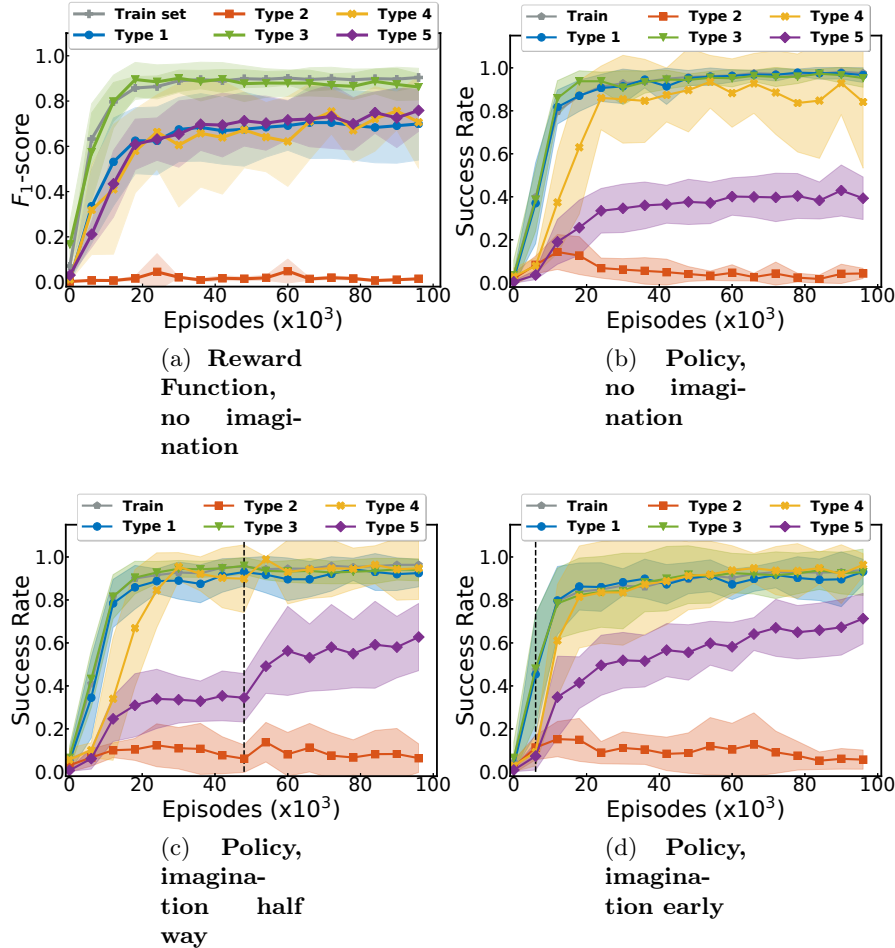 Train set Type 2 Type 4
Type 1 Type 3 Type 5
F1-score
1.0
0.8
0.6
0.4
0.2
0.0
0 20 40 60 80 100
Episodes (x10³)
(a) Reward
Function,
no imagi-
nation
Train Type 2 Type 4
Type 1 Type 3 Type 5
Success Rate
1.0
0.8
0.6
0.4
0.2
0.0
0 20 40 60 80 100
Episodes (x10³)
(b) Policy,
no imagi-
nation
Train Type 2 Type 4
Type 1 Type 3 Type 5
Success Rate
1.0
0.8
0.6
0.4
0.2
0.0
0 20 40 60 80 100
Episodes (x10³)
(c) Policy,
imagina-
tion half
way
Train Type 2 Type 4
Type 1 Type 3 Type 5
Success Rate
1.0
0.8
0.6
0.4
0.2
0.0
0 20 40 60 80 100
Episodes (x10³)
(d) Policy,
imagina-
tion early